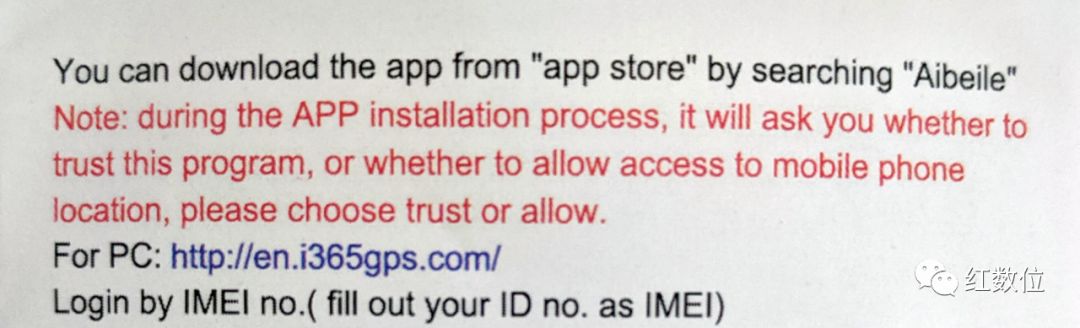 You can download the app from "app store" by searching "Aibeile"
Note: during the APP installation process, it will ask you whether to
trust this program, or whether to allow access to mobile phone
location, please choose trust or allow.
For PC: http://en.i365gps.com/
Login by IMEI no.( fill out your ID no. as IMEI)
红数位